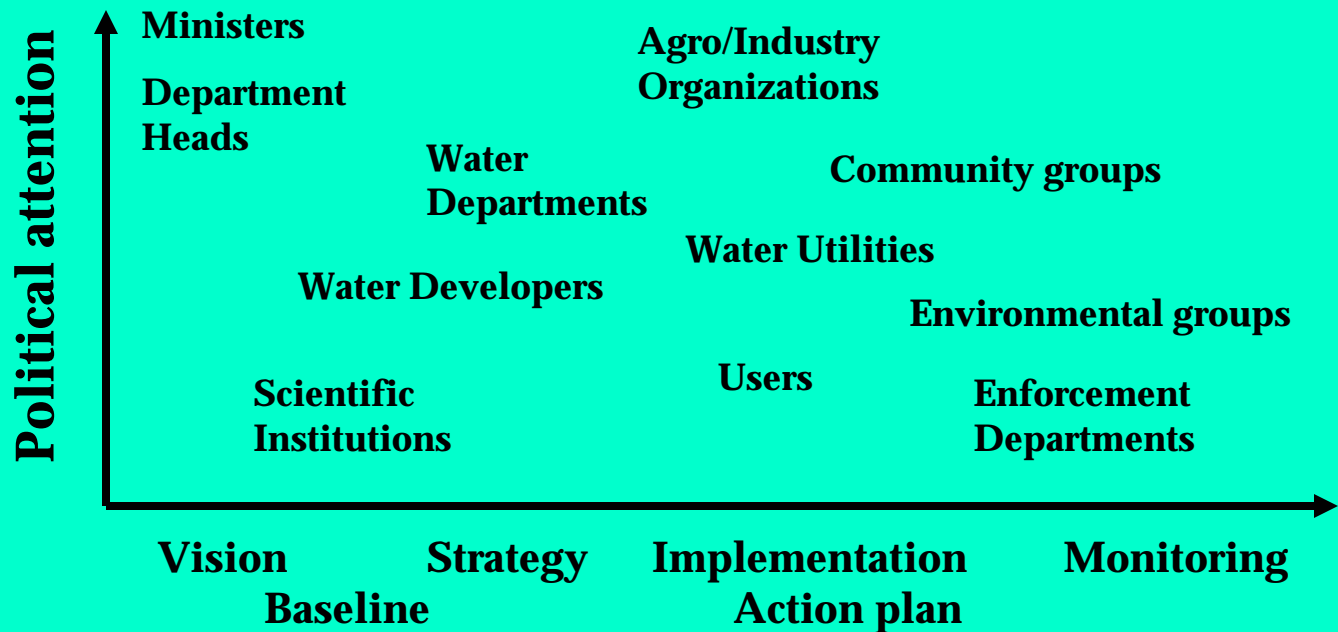 Political attention
Ministers
Agro/Industry
Organizations
Department
Heads
Water
Departments
Community groups
Water Utilities
Water Developers
Environmental groups
Users
Scientific
Institutions
Enforcement
Departments
Vision
Strategy
Implementation
Monitoring
Baseline
Action plan